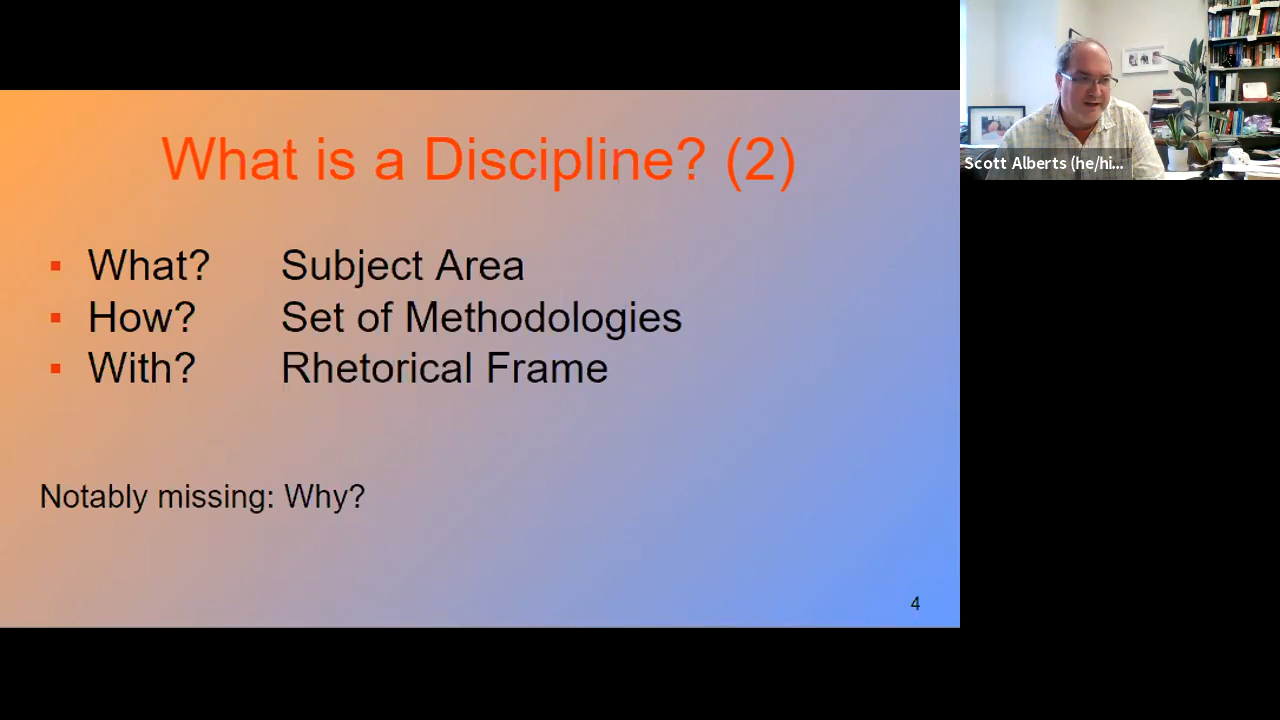 What is a Discipline? (2)
▪ What? Subject Area
▪ How? Set of Methodologies
▪ With? Rhetorical Frame
Notably missing: Why?
4
Scott Alberts (he/hi...